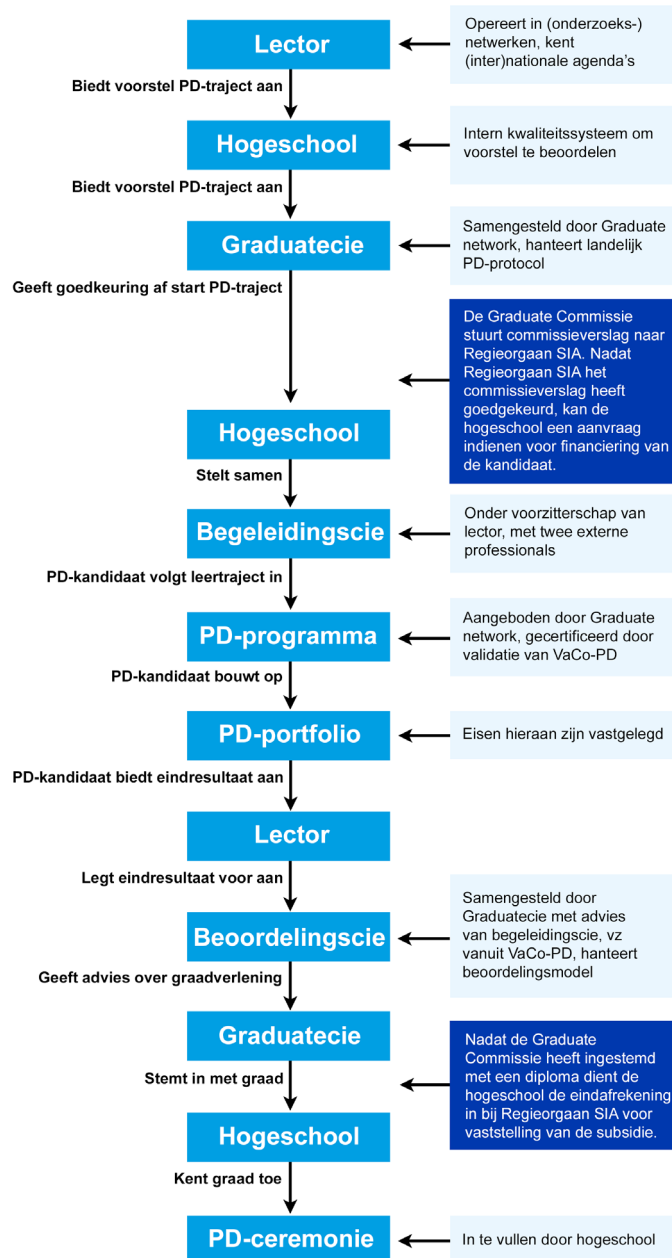 Lector
Opereert in (onderzoeks-)
netwerken, kent
(inter)nationale agenda's
Biedt voorstel PD-traject aan
Hogeschool
Intern kwaliteitssysteem om
voorstel te beoordelen
Biedt voorstel PD-traject aan
Graduatecie
Samengesteld door Graduate
network, hanteert landelijk
PD-protocol
Geeft goedkeuring af start PD-traject
De Graduate Commissie
stuurt commissieverslag naar
Regieorgaan SIA. Nadat
Regieorgaan SIA het
commissieverslag heeft
goedgekeurd, kan de
hogeschool een aanvraag
indienen voor financiering van
de kandidaat.
Hogeschool
Stelt samen
Begeleidingscie
Onder voorzitterschap van
lector, met twee externe
professionals
PD-kandidaat volgt leertraject in
PD-programma
Aangeboden door Graduate
network, gecertificeerd door
validatie van VaCo-PD
PD-kandidaat bouwt op
PD-portfolio
Eisen hieraan zijn vastgelegd
PD-kandidaat biedt eindresultaat aan
Lector
Legt eindresultaat voor aan
Beoordelingscie
Samengesteld door
Graduatecie met advies
van begeleidingscie, vz
vanuit VaCo-PD, hanteert
beoordelingsmodel
Geeft advies over graadverlening
Graduatecie
Nadat de Graduate
Commissie heeft ingestemd
met een diploma dient de
hogeschool de eindafrekening
in bij Regieorgaan SIA voor
vaststelling van de subsidie.
Stemt in met graad
Hogeschool
Kent graad toe
PD-ceremonie
In te vullen door hogeschool